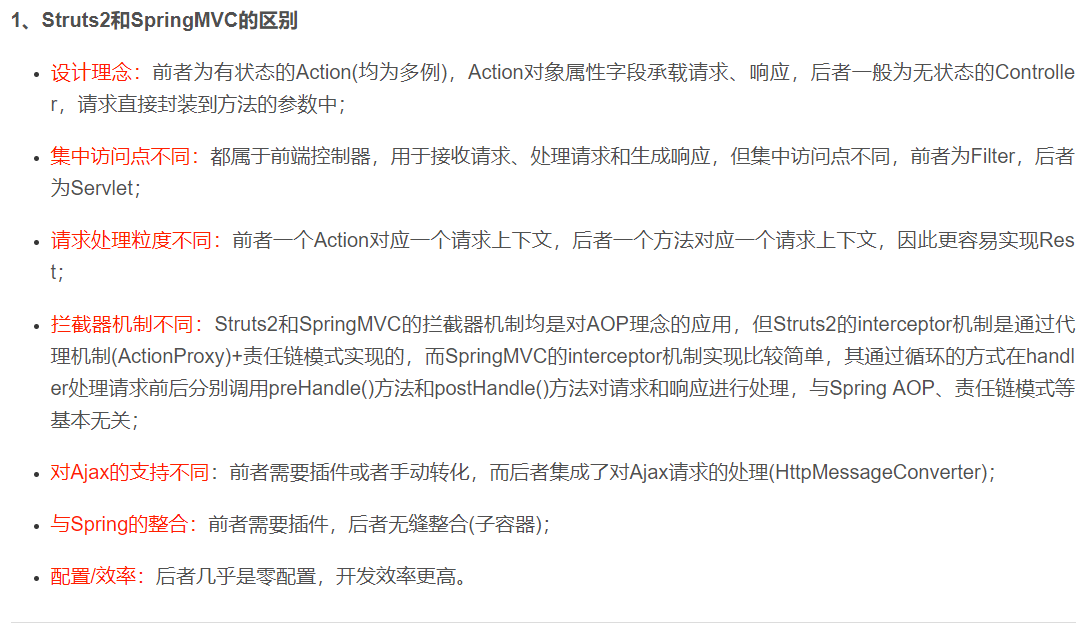 1、Struts2和SpringMVC的区别
设计理念：前者为有状态的Action(均为多例)，Action对象属性字段承载请求、响应，后者一般为无状态的Controlle
r，请求直接封装到方法的参数中；
集中访问点不同：都属于前端控制器，用于接收请求、处理请求和生成响应，但集中访问点不同，前者为Filter，后者
为Servlet；
请求处理粒度不同：前者一个Action对应一个请求上下文，后者一个方法对应一个请求上下文，因此更容易实现Res
t；
拦截器机制不同：Struts2和SpringMVC的拦截器机制均是对AOP理念的应用，但Struts2的interceptor机制是通过代
理机制(ActionProxy)+责任链模式实现的，而SpringMVC的interceptor机制实现比较简单，其通过循环的方式在handl
er处理请求前后分别调用preHandle()方法和postHandle()方法对请求和响应进行处理，与Spring AOP、责任链模式等
基本无关；
对Ajax的支持不同：前者需要插件或者手动转化，而后者集成了对Ajax请求的处理(HttpMessageConverter)；
与Spring的整合：前者需要插件，后者无缝整合(子容器)；
配置/效率：后者几乎是零配置，开发效率更高。